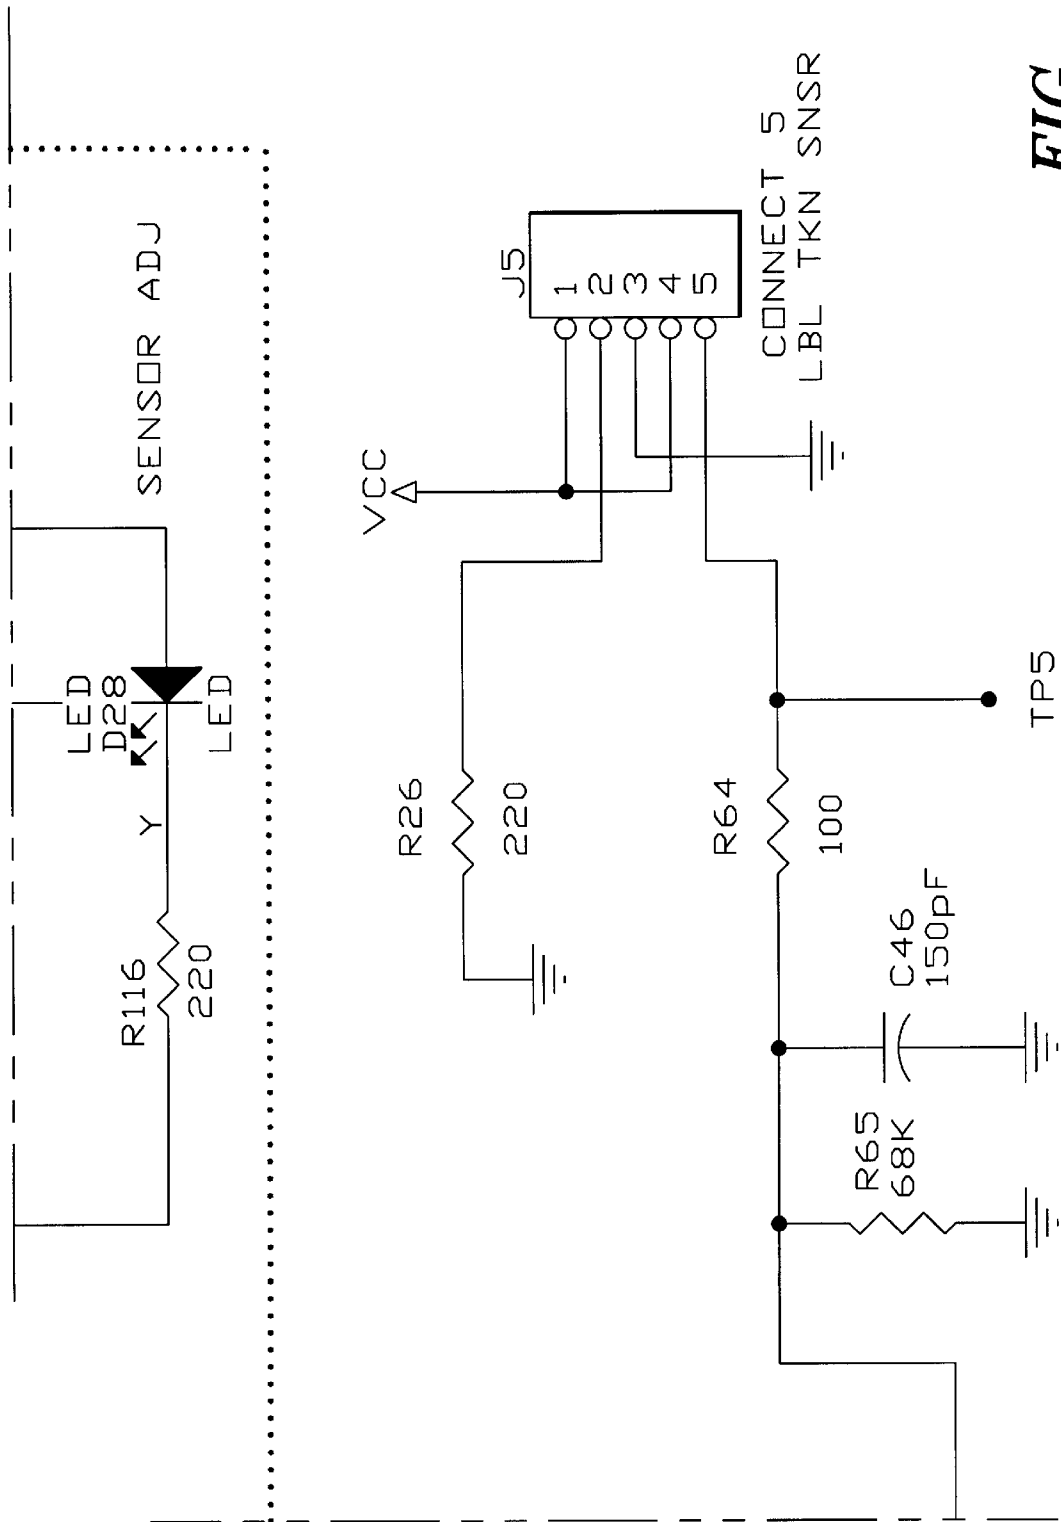 SENSOR ADJ
LED
D28
LED
Y
R116
220
VCC
J5
1
2
3
4
5
CONNECT 5
LBL TKN SNSR
R26
220
R64
100
TP5
C46
150pF
R65
68K
FIG